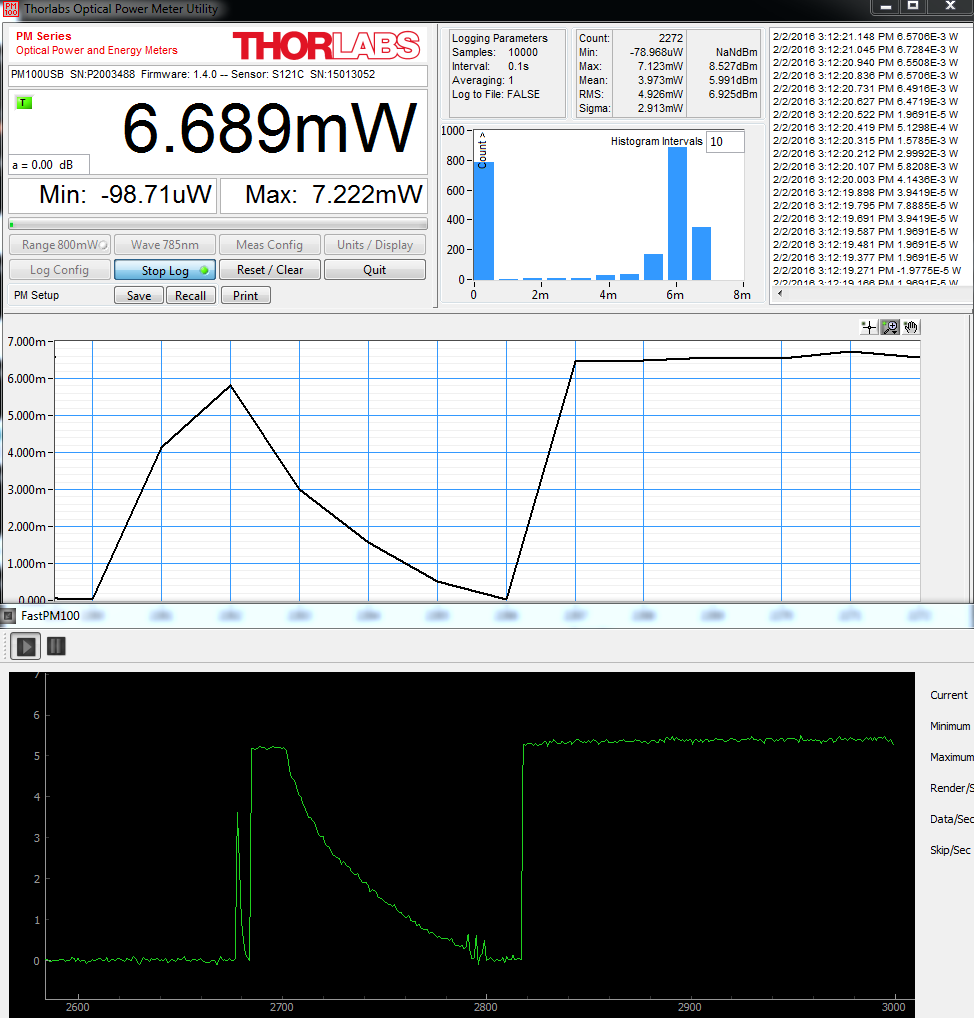 PM
100
Thorlabs Optical Power Meter Utility
PM Series
Optical Power and Energy Meters
THORLABS
PM100USB SN:P2003488 Firmware: 1.4.0 -- Sensor: S121C SN:15013052
T
6.689mW
a = 0.00 dB
Min: -98.71uW
Max: 7.222mW
Range 800mW
Wave 785nm
Meas Config
Units / Display
Log Config
Stop Log
Reset / Clear
Quit
PM Setup
Save
Recall
Print
Logging Parameters
Samples: 10000
Interval: 0.1s
Averaging: 1
Log to File: FALSE
Count: 2272
Min: -78.968uW NaNdBm
Max: 7.123mW 8.527dBm
Mean: 3.973mW 5.991dBm
RMS: 4.926mW 6.925dBm
Sigma: 2.913mW
Histogram Intervals 10
Count >
1000
800
600
400
200
0
0 2m 4m 6m 8m
2/2/2016 3:12:21.148 PM 6.5706E-3 W
2/2/2016 3:12:21.045 PM 6.7284E-3 W
2/2/2016 3:12:20.940 PM 6.5508E-3 W
2/2/2016 3:12:20.836 PM 6.5706E-3 W
2/2/2016 3:12:20.731 PM 6.4916E-3 W
2/2/2016 3:12:20.627 PM 6.4719E-3 W
2/2/2016 3:12:20.522 PM 1.9691E-5 W
2/2/2016 3:12:20.419 PM 5.1298E-4 W
2/2/2016 3:12:20.315 PM 1.5785E-3 W
2/2/2016 3:12:20.212 PM 2.9992E-3 W
2/2/2016 3:12:20.107 PM 5.8208E-3 W
2/2/2016 3:12:20.003 PM 4.1436E-3 W
2/2/2016 3:12:19.898 PM 3.9419E-5 W
2/2/2016 3:12:19.795 PM 7.8885E-5 W
2/2/2016 3:12:19.691 PM 3.9419E-5 W
2/2/2016 3:12:19.587 PM 1.9691E-5 W
2/2/2016 3:12:19.481 PM 1.9691E-5 W
2/2/2016 3:12:19.377 PM 1.9691E-5 W
2/2/2016 3:12:19.271 PM -1.9775E-5 W
2/2/2016 3:12:19.166 PM 1.9691E-5 W
7.000m
6.000m
5.000m
4.000m
3.000m
2.000m
1.000m
0.000
FastPM100
7
6
5
4
3
2
1
0
2600 2700 2800 2900 3000
Current
Minimum
Maximum
Render/S
Data/Sec
Skip/Sec